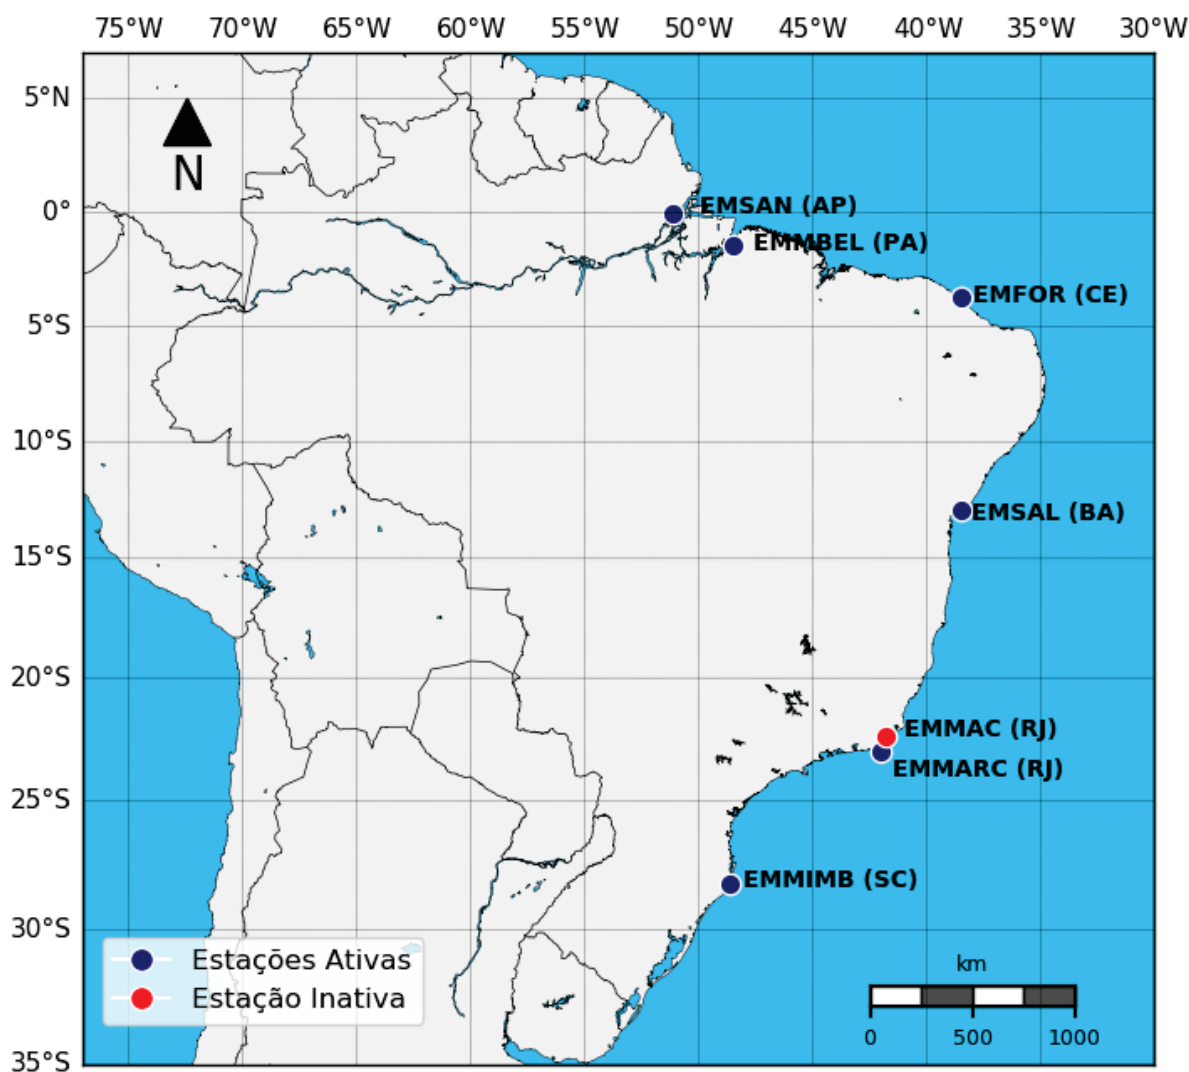 75°W 70°W 65°W 60°W 55°W 50°W 45°W 40°W 35°W 30°W
5°N
N
0°
EMSAN (AP)
EMMBEL (PA)
EMFOR (CE)
5°S
10°S
EMSAL (BA)
15°S
20°S
EMMAC (RJ)
EMMARC (RJ)
25°S
EMMIMB (SC)
30°S
Estações Ativas
Estação Inativa
km
0 500 1000
35°S